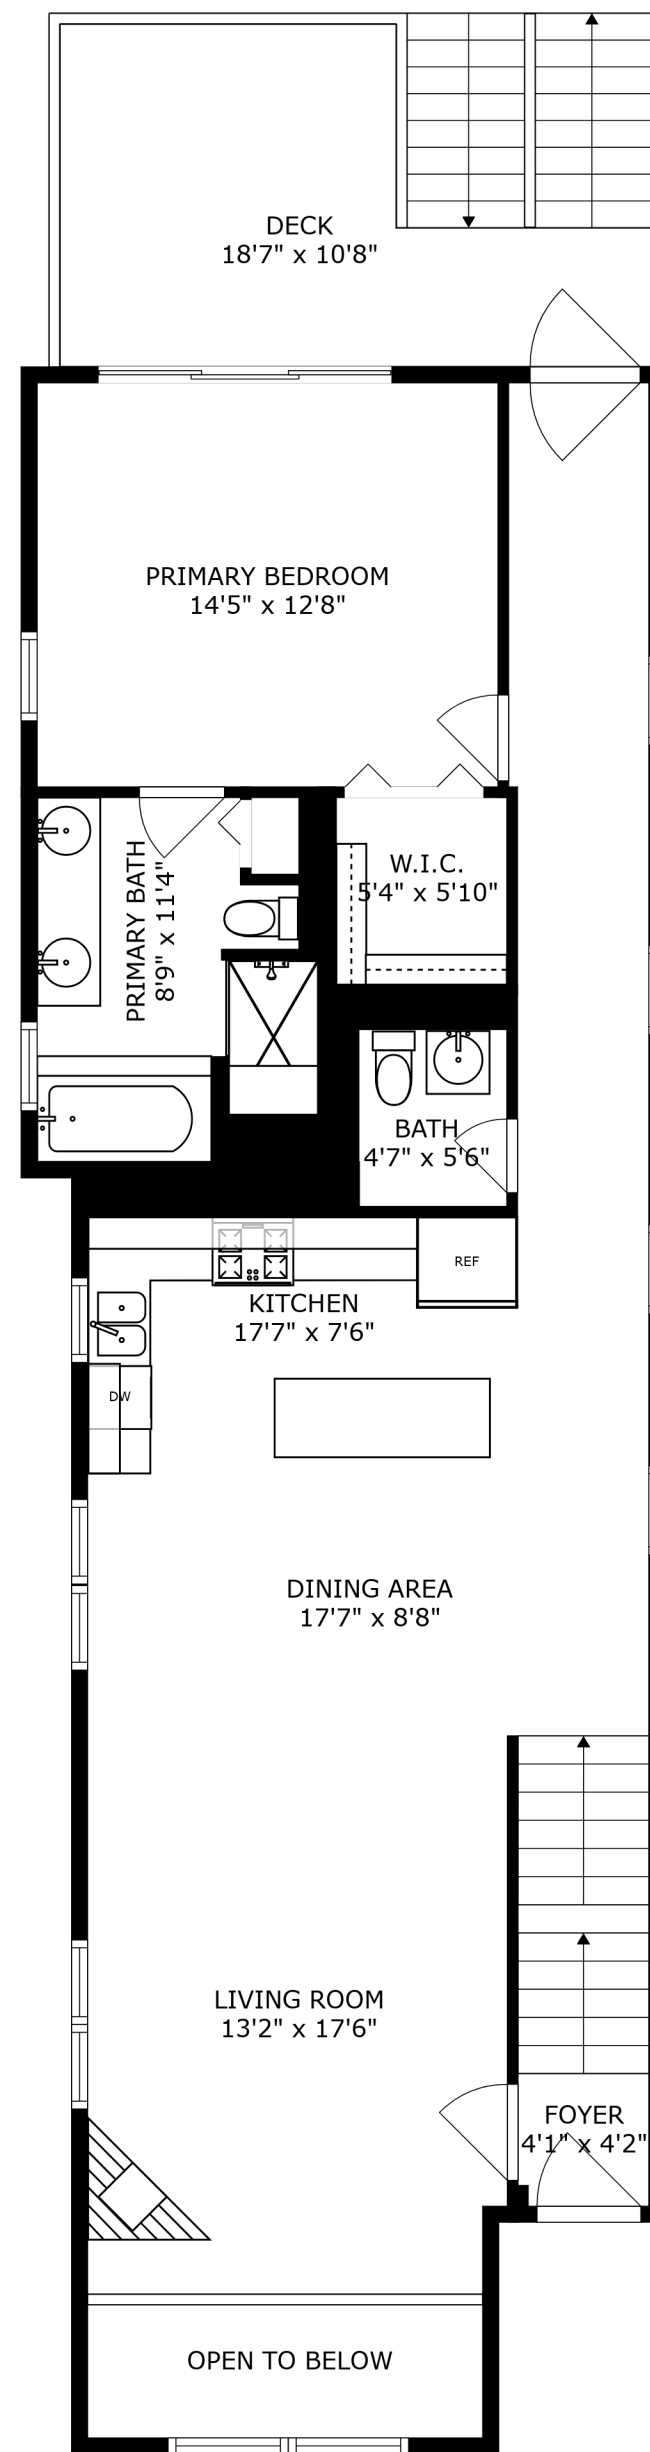 DECK
18'7" x 10'8"
PRIMARY BEDROOM
14'5" x 12'8"
PRIMARY BATH
8'9" x 11'4"
W.I.C.
5'4" x 5'10"
BATH
4'7" x 5'6"
REF
KITCHEN
17'7" x 7'6"
DW
DINING AREA
17'7" x 8'8"
LIVING ROOM
13'2" x 17'6"
FOYER
4'1" x 4'2"
OPEN TO BELOW